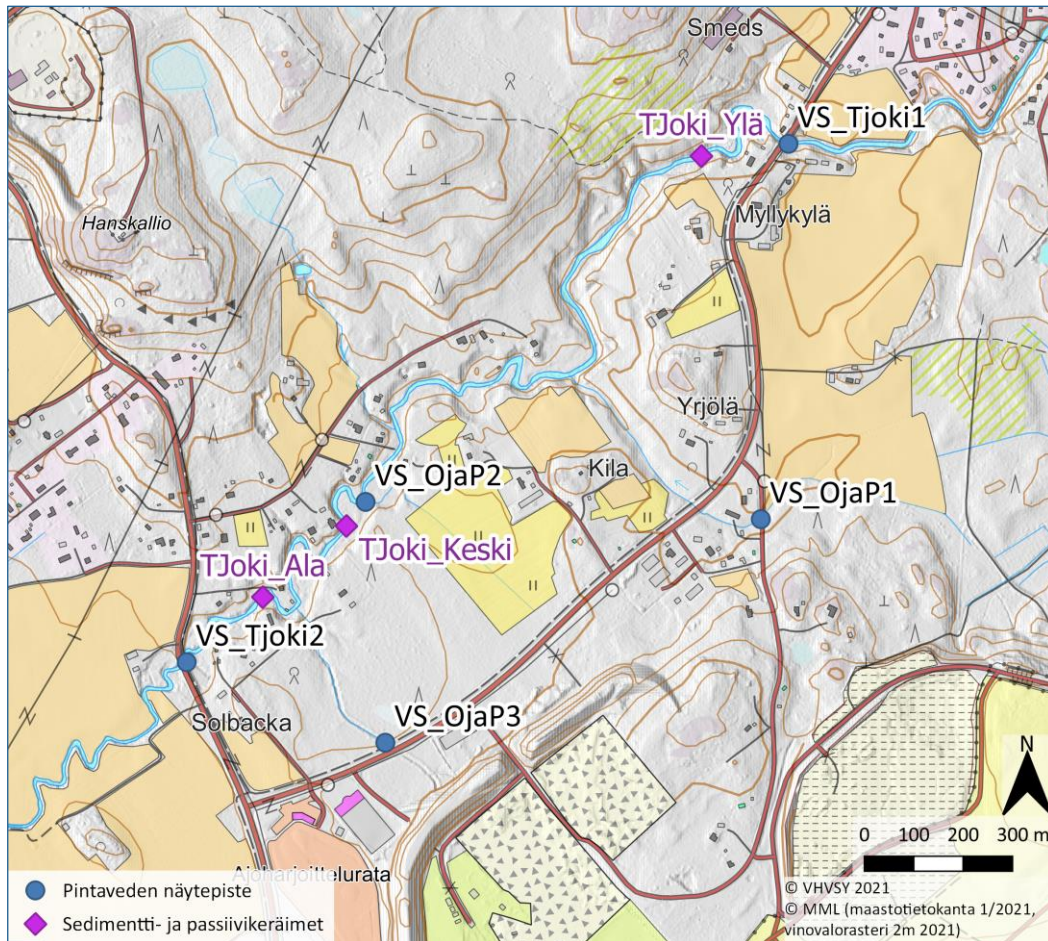 Smeds
TJoki_Ylä
VS_Tjoki1
Hanskallio
Myllykylä
Yrjölä
VS_OjaP2
Kila
VS_OjaP1
TJoki_Keski
TJoki_Ala
VS_Tjoki2
Solbacka
VS_OjaP3
N
0 100 200 300 m
Ajoharjoittelurata
Pintaveden näytepiste
Sedimentti- ja passiivikeräimet
© VHVSY 2021
© MML (maastotietokanta 1/2021,
vinovalorasteri 2m 2021)